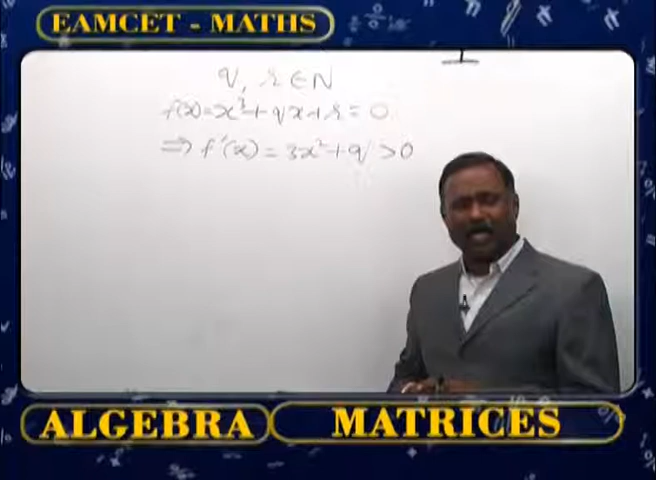 EAMCET - MATHS
q, r ∈ N
f(x) = x³ + qx + r = 0
⇒ f'(x) = 3x² + q > 0
ALGEBRA
MATRICES